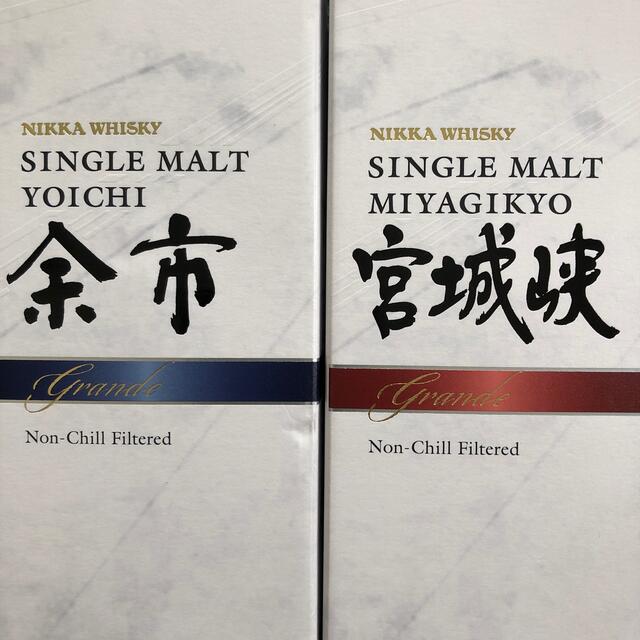 NIKKA WHISKY
SINGLE MALT
YOICHI
余市
Grande
Non-Chill Filtered
NIKKA WHISKY
SINGLE MALT
MIYAGIKYO
宮城峡
Grande
Non-Chill Filtered